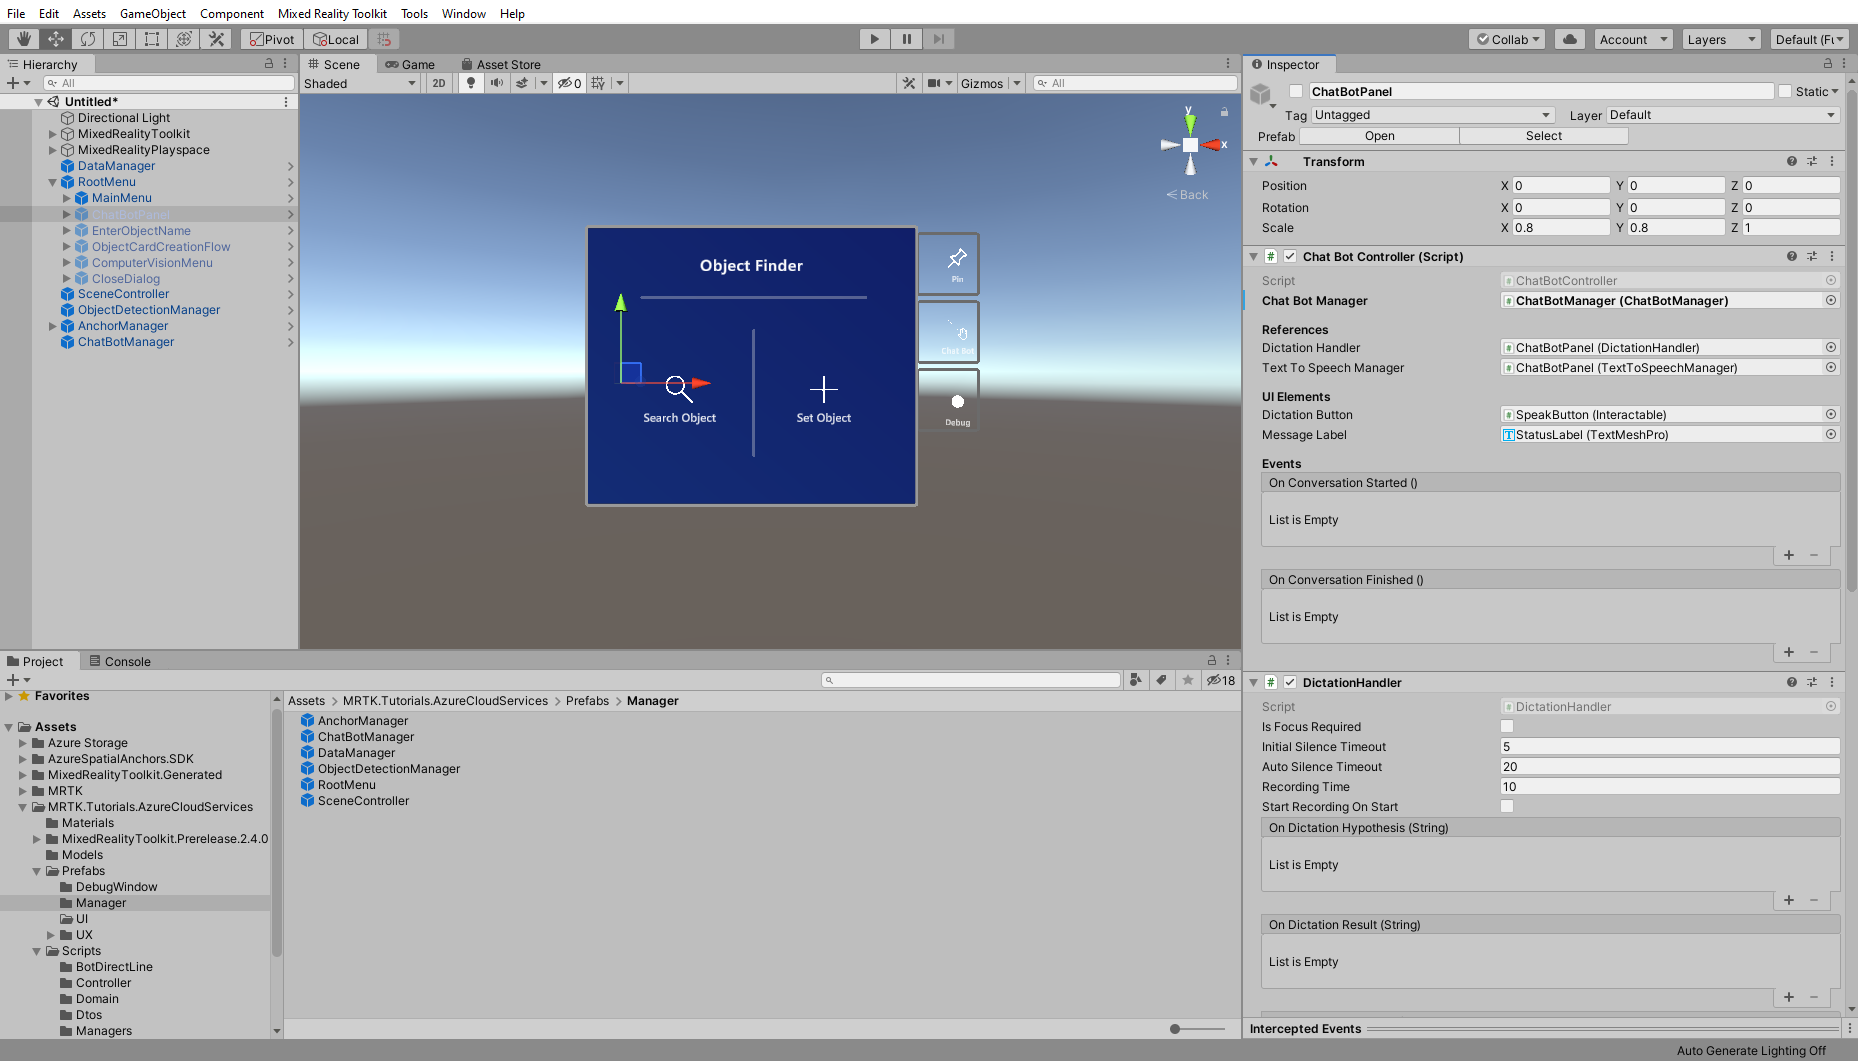 File Edit Assets GameObject Component Mixed Reality Toolkit Tools Window Help
Pivot Local Collab Account Layers Default (Fu
Hierarchy
All
Untitled*
Directional Light
MixedRealityToolkit
MixedRealityPlayspace
DataManager
RootMenu
MainMenu
ChatBotPanel
EnterObjectName
ObjectCardCreationFlow
ComputerVisionMenu
CloseDialog
SceneController
ObjectDetectionManager
AnchorManager
ChatBotManager
Scene Game Asset Store
Shaded 2D 0 Gizmos All
y
x
Back
Object Finder
Search Object
Set Object
Pin
Chat Bot
Debug
Inspector
ChatBotPanel Static
Tag Untagged Layer Default
Prefab Open Select
Transform
Position X 0 Y 0 Z 0
Rotation X 0 Y 0 Z 0
Scale X 0.8 Y 0.8 Z 1
# Chat Bot Controller (Script)
Script ChatBotController
Chat Bot Manager ChatBotManager (ChatBotManager)
References
Dictation Handler ChatBotPanel (DictationHandler)
Text To Speech Manager ChatBotPanel (TextToSpeechManager)
UI Elements
Dictation Button SpeakButton (Interactable)
Message Label StatusLabel (TextMeshPro)
Events
On Conversation Started ()
List is Empty
+ −
On Conversation Finished ()
List is Empty
+ −
# DictationHandler
Script DictationHandler
Is Focus Required
Initial Silence Timeout 5
Auto Silence Timeout 20
Recording Time 10
Start Recording On Start
On Dictation Hypothesis (String)
List is Empty
+ −
On Dictation Result (String)
List is Empty
+ −
Intercepted Events
Project Console
18
Favorites
Assets
Azure Storage
AzureSpatialAnchors.SDK
MixedRealityToolkit.Generated
MRTK
MRTK.Tutorials.AzureCloudServices
Materials
MixedRealityToolkit.Prerelease.2.4.0
Models
Prefabs
DebugWindow
Manager
UI
UX
Scripts
BotDirectLine
Controller
Domain
Dtos
Managers
Assets > MRTK.Tutorials.AzureCloudServices > Prefabs > Manager
AnchorManager
ChatBotManager
DataManager
ObjectDetectionManager
RootMenu
SceneController
Auto Generate Lighting Off